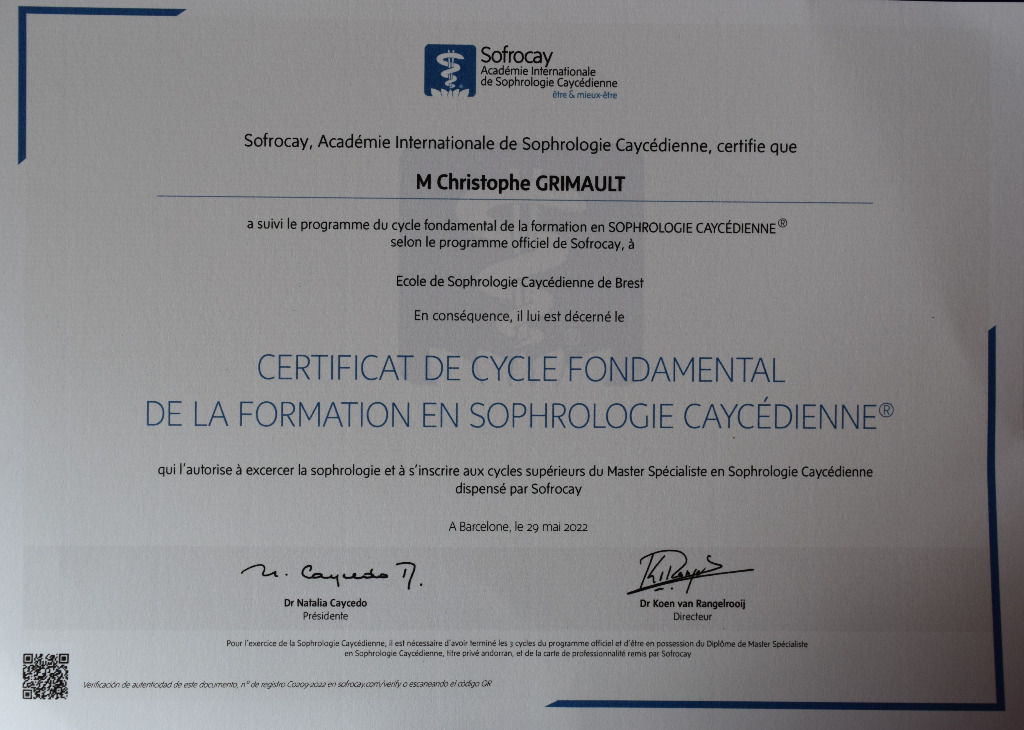 Sofrocay
Académie Internationale
de Sophrologie Caycédienne
être & mieux-être
Sofrocay, Académie Internationale de Sophrologie Caycédienne, certifie que
M Christophe GRIMAULT
a suivi le programme du cycle fondamental de la formation en SOPHROLOGIE CAYCÉDIENNE®
selon le programme officiel de Sofrocay, à
Ecole de Sophrologie Caycédienne de Brest
En conséquence, il lui est décerné le
CERTIFICAT DE CYCLE FONDAMENTAL
DE LA FORMATION EN SOPHROLOGIE CAYCÉDIENNE®
qui l'autorise à excercer la sophrologie et à s'inscrire aux cycles supérieurs du Master Spécialiste en Sophrologie Caycédienne
dispensé par Sofrocay
A Barcelone, le 29 mai 2022
Dr Natalia Caycedo
Présidente
Dr Koen van Rangelrooij
Directeur
Pour l'exercice de la Sophrologie Caycédienne, il est nécessaire d'avoir terminé les 3 cycles du programme officiel et d'être en possession du Diplôme de Master Spécialiste
en Sophrologie Caycédienne, titre privé andorran, et de la carte de professionnalité remis par Sofrocay
Verificación de autenticidad de este documento, nº de registro C02092022 en sofrocay.com/verify o escaneando el código QR